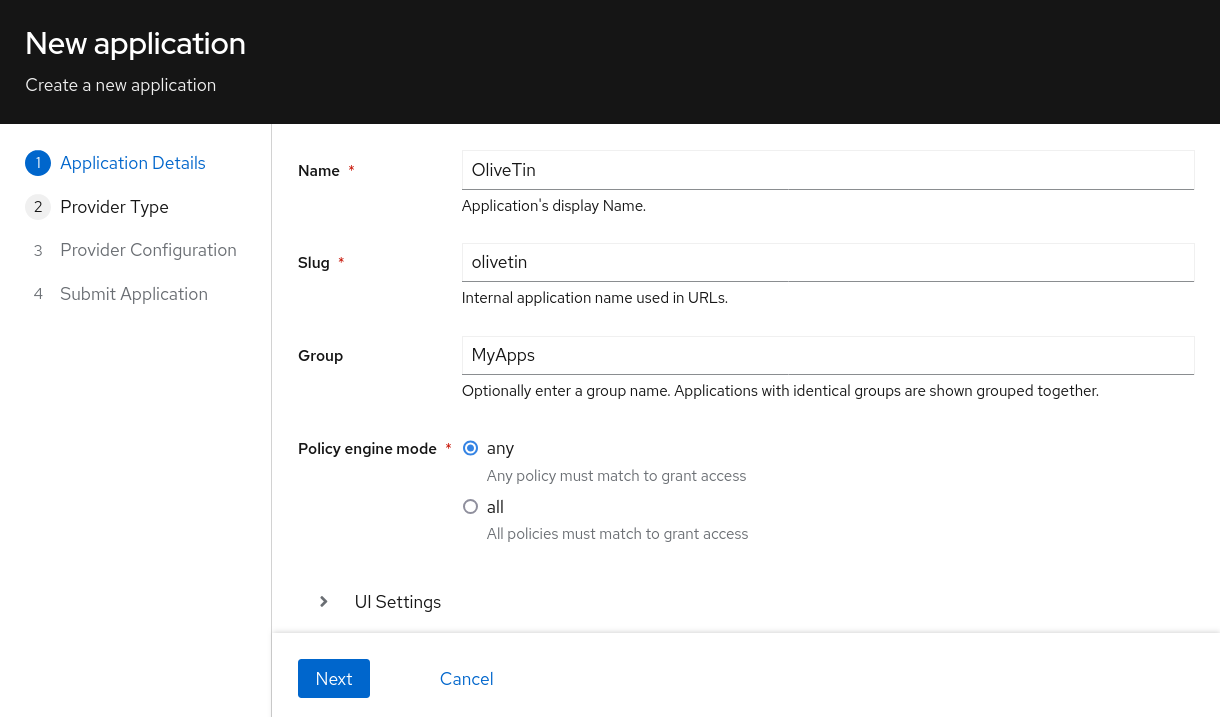 New application
Create a new application
1 Application Details
2 Provider Type
3 Provider Configuration
4 Submit Application
Name *
OliveTin
Application's display Name.
Slug *
olivetin
Internal application name used in URLs.
Group
MyApps
Optionally enter a group name. Applications with identical groups are shown grouped together.
Policy engine mode *
any
Any policy must match to grant access
all
All policies must match to grant access
UI Settings
Next
Cancel